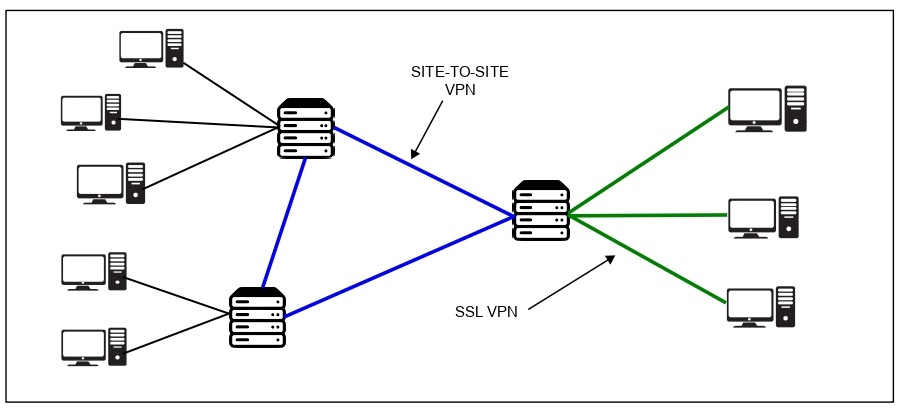 SITE-TO-SITE
VPN
SSL VPN